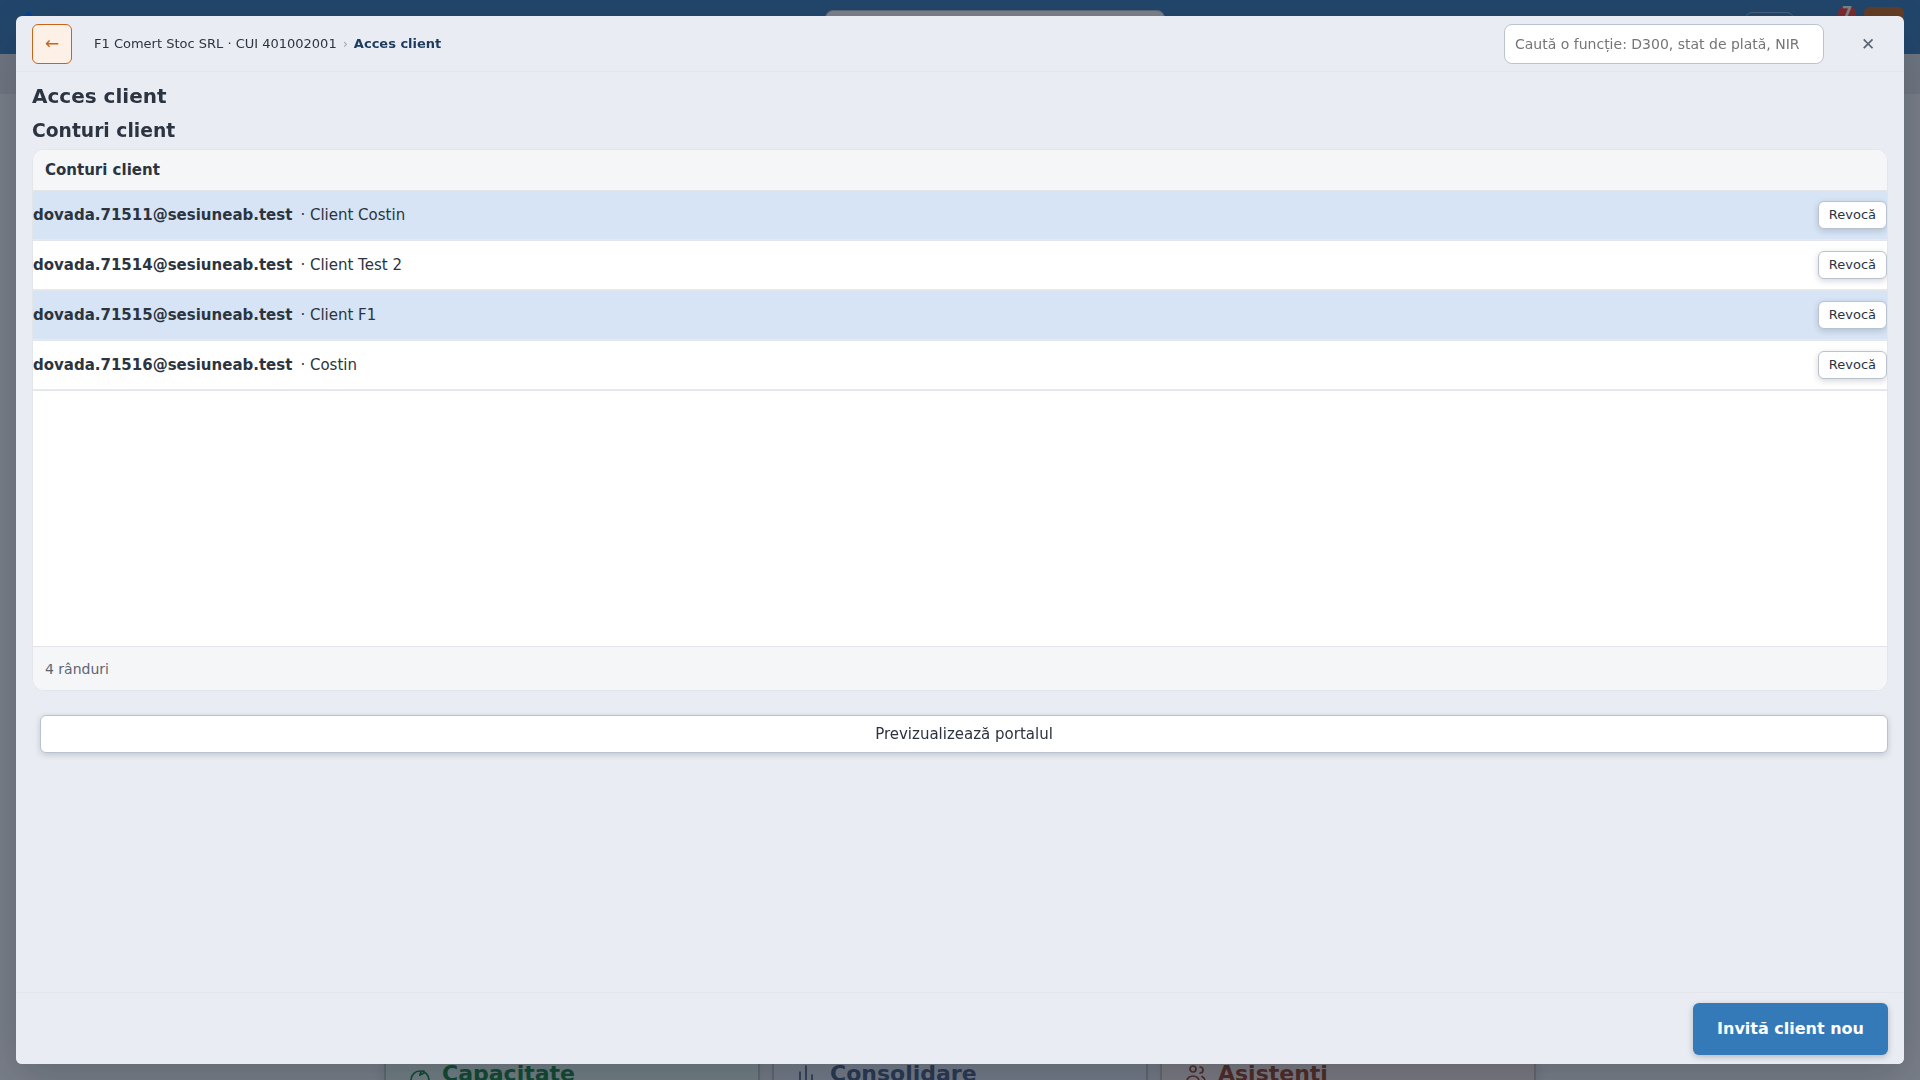 7
← F1 Comert Stoc SRL · CUI 401002001 › Acces client
Caută o funcție: D300, stat de plată, NIR ✕
Acces client
Conturi client
Conturi client
dovada.71511@sesiuneab.test · Client Costin Revocă
dovada.71514@sesiuneab.test · Client Test 2 Revocă
dovada.71515@sesiuneab.test · Client F1 Revocă
dovada.71516@sesiuneab.test · Costin Revocă
4 rânduri
Previzualizează portalul
Invită client nou
Capacitate Consolidare Asistenți